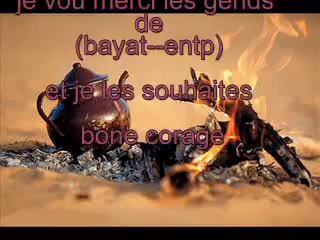 je vou merci les gends
de
(bayat--entp)
et je les souhaites
bone corage